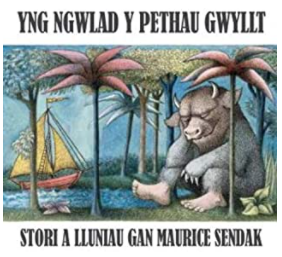 YNG NGWLAD Y PETHAU GWYLLT
STORI A LLUNIAU GAN MAURICE SENDAK